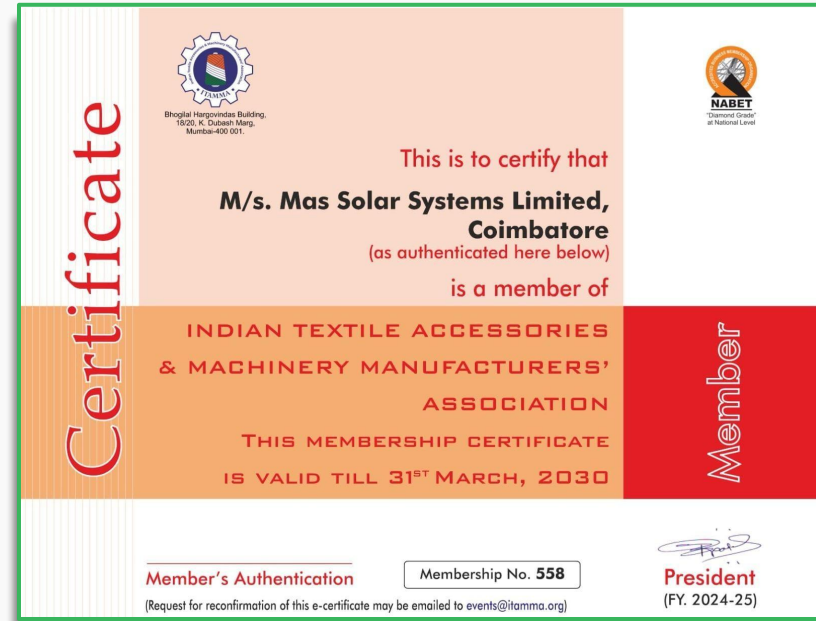 Certificate
ITAMMA
Bhogilal Hargovindas Building,
18/20, K. Dubash Marg,
Mumbai-400 001.
NABET
"Diamond Grade"
at National Level
This is to certify that
M/s. Mas Solar Systems Limited,
Coimbatore
(as authenticated here below)
is a member of
INDIAN TEXTILE ACCESSORIES
& MACHINERY MANUFACTURERS'
ASSOCIATION
THIS MEMBERSHIP CERTIFICATE
IS VALID TILL 31ST MARCH, 2030
Member
Member's Authentication
Membership No. 558
President
(FY. 2024-25)
(Request for reconfirmation of this e-certificate may be emailed to events@itamma.org)